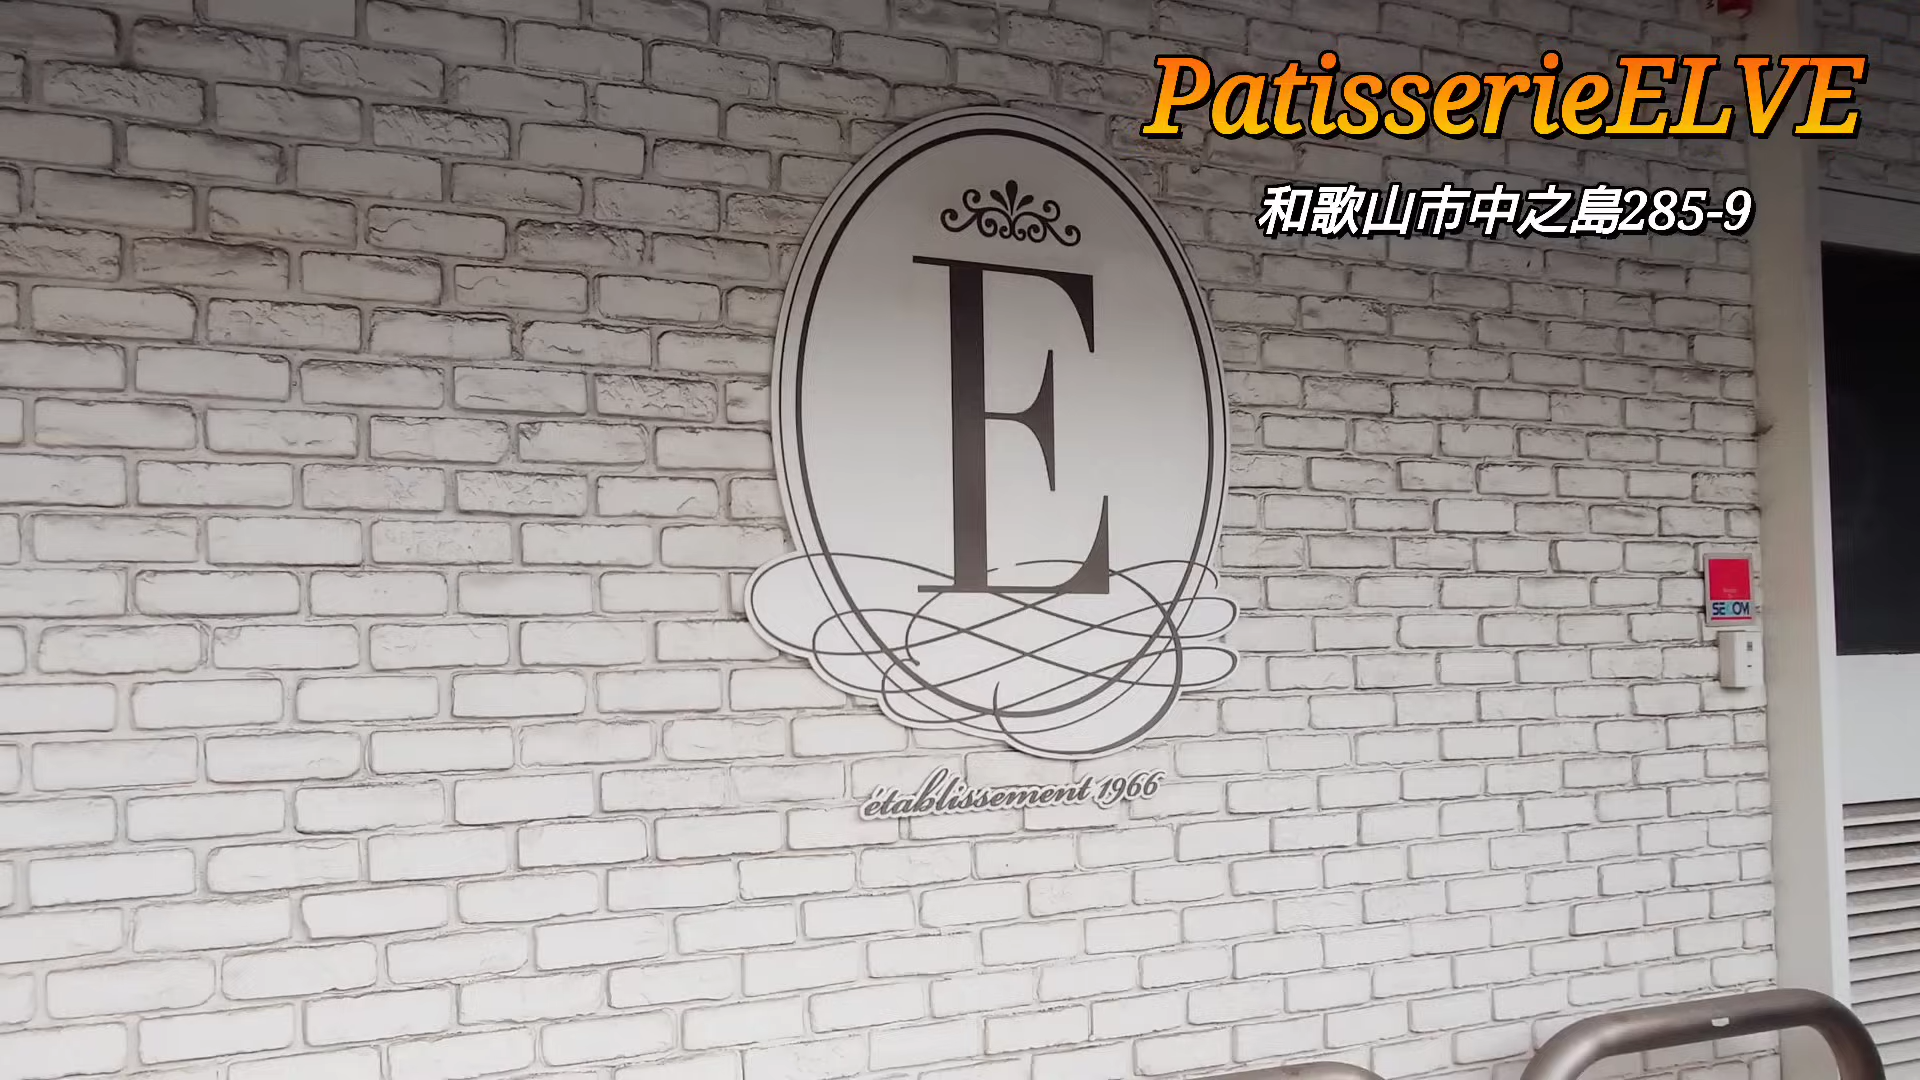 PatisserieELVE
和歌山市中之島285-9
E
SECOM
établissement 1966